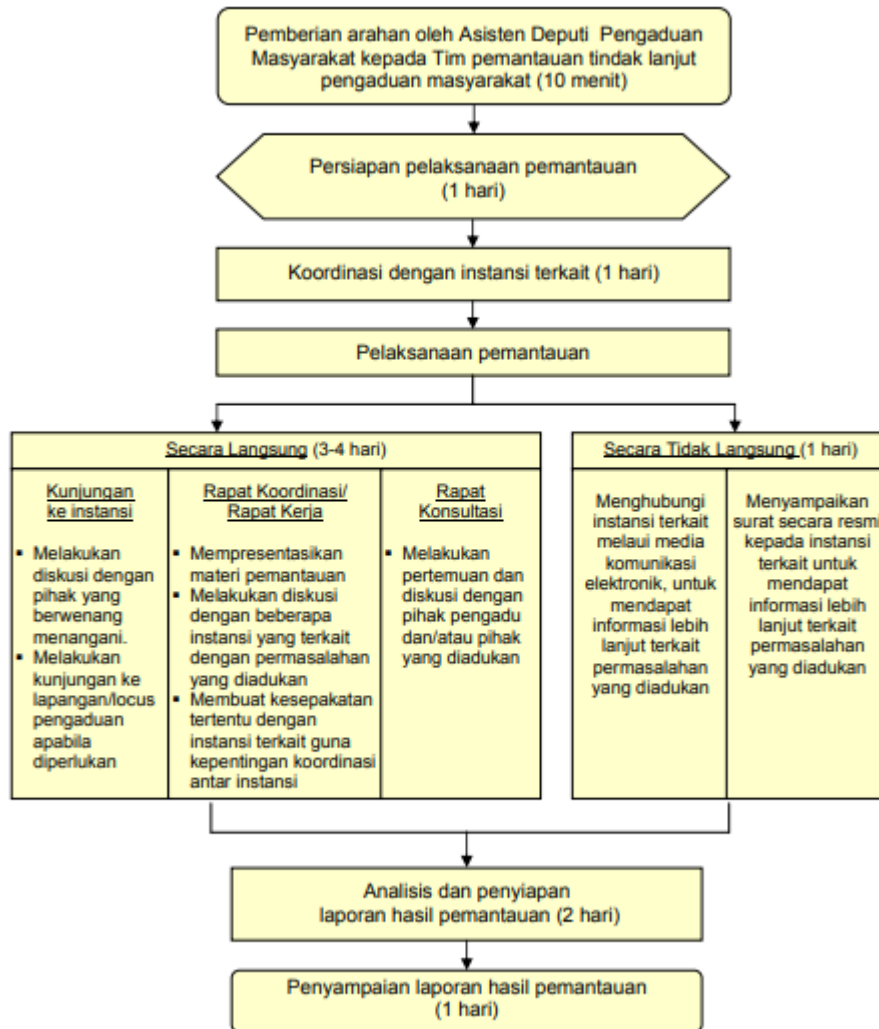 Pemberian arahan oleh Asisten Deputi Pengaduan
Masyarakat kepada Tim pemantauan tindak lanjut
pengaduan masyarakat (10 menit)
Persiapan pelaksanaan pemantauan
(1 hari)
Koordinasi dengan instansi terkait (1 hari)
Pelaksanaan pemantauan
Secara Langsung (3-4 hari)
Kunjungan
ke instansi
▪ Melakukan
diskusi dengan
pihak yang
berwenang
menangani.
▪ Melakukan
kunjungan ke
lapangan/locus
pengaduan
apabila
diperlukan
Rapat Koordinasi/
Rapat Kerja
▪ Mempresentasikan
materi pemantauan
▪ Melakukan diskusi
dengan beberapa
instansi yang terkait
dengan permasalahan
yang diadukan
▪ Membuat kesepakatan
tertentu dengan
instansi terkait guna
kepentingan koordinasi
antar instansi
Rapat
Konsultasi
▪ Melakukan
pertemuan dan
diskusi dengan
pihak pengadu
dan/atau pihak
yang diadukan
Secara Tidak Langsung (1 hari)
Menghubungi
instansi terkait
melaui media
komunikasi
elektronik, untuk
mendapat
informasi lebih
lanjut terkait
permasalahan
yang diadukan
Menyampaikan
surat secara resmi
kepada instansi
terkait untuk
mendapat
informasi lebih
lanjut terkait
permasalahan
yang diadukan
Analisis dan penyiapan
laporan hasil pemantauan (2 hari)
Penyampaian laporan hasil pemantauan
(1 hari)